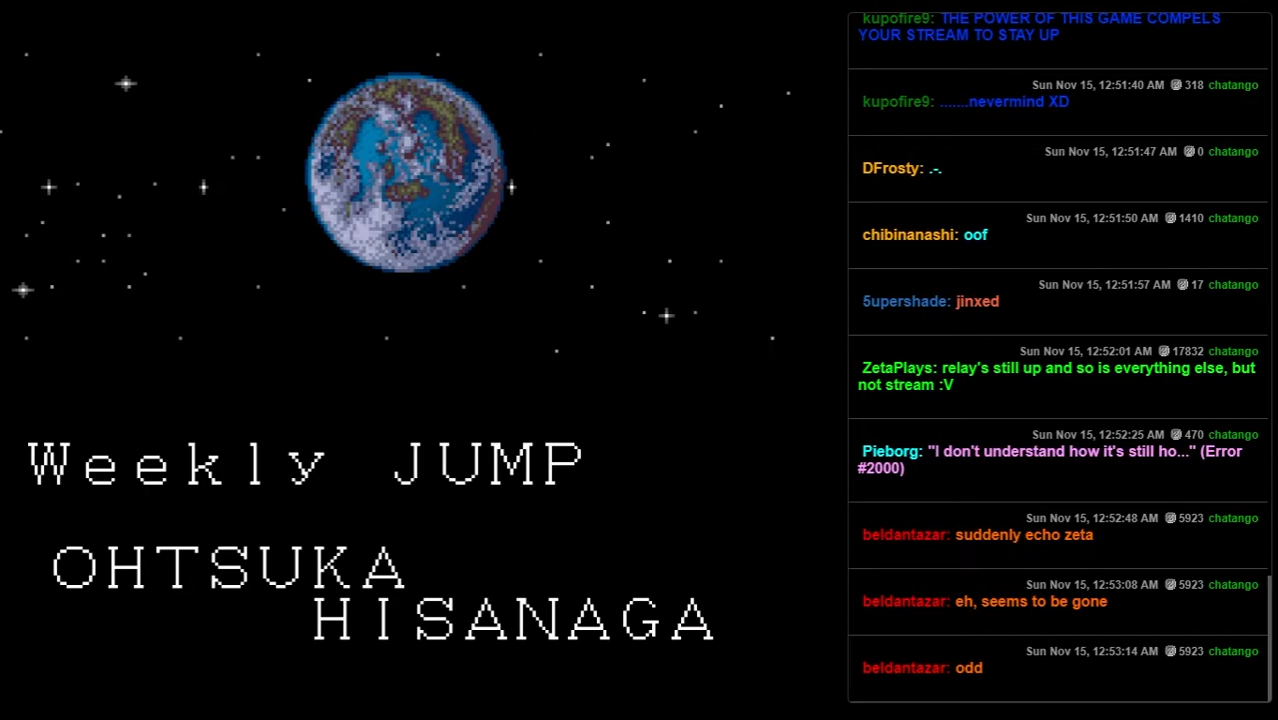 Weekly JUMP
OHTSUKA
HISANAGA
kupofire9: THE POWER OF THIS GAME COMPELS
YOUR STREAM TO STAY UP
Sun Nov 15, 12:51:40 AM 318 chatango
kupofire9: .......nevermind XD
Sun Nov 15, 12:51:47 AM 0 chatango
DFrosty: .-.
Sun Nov 15, 12:51:50 AM 1410 chatango
chibinanashi: oof
Sun Nov 15, 12:51:57 AM 17 chatango
5upershade: jinxed
Sun Nov 15, 12:52:01 AM 17832 chatango
ZetaPlays: relay's still up and so is everything else, but
not stream :V
Sun Nov 15, 12:52:25 AM 470 chatango
Pieborg: "I don't understand how it's still ho..." (Error
#2000)
Sun Nov 15, 12:52:48 AM 5923 chatango
beldantazar: suddenly echo zeta
Sun Nov 15, 12:53:08 AM 5923 chatango
beldantazar: eh, seems to be gone
Sun Nov 15, 12:53:14 AM 5923 chatango
beldantazar: odd